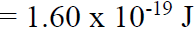 = 1.60 x 10⁻¹⁹ J